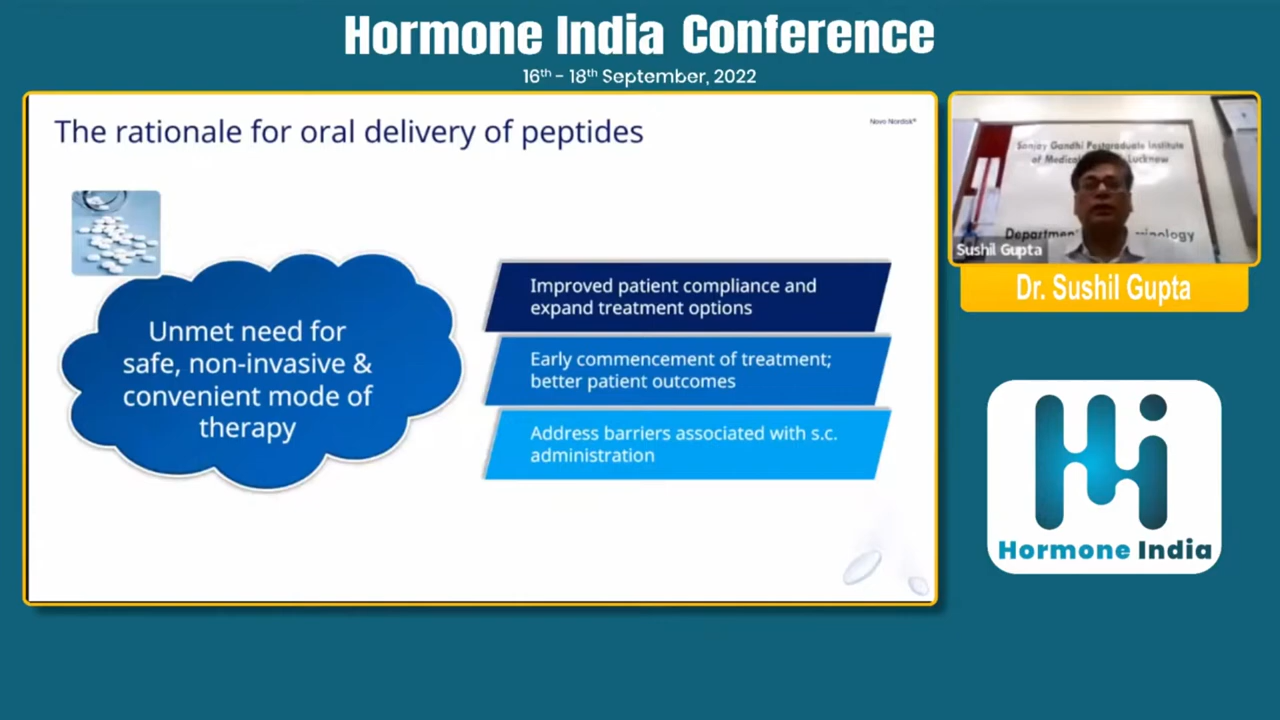 Hormone India Conference
16th - 18th September, 2022
The rationale for oral delivery of peptides
Novo Nordisk®
Unmet need for
safe, non-invasive &
convenient mode of
therapy
Improved patient compliance and
expand treatment options
Early commencement of treatment;
better patient outcomes
Address barriers associated with s.c.
administration
Sanjay Gandhi Postgraduate Institute
of Medical Lucknow
Sushil Gupta
Dr. Sushil Gupta
Hormone India